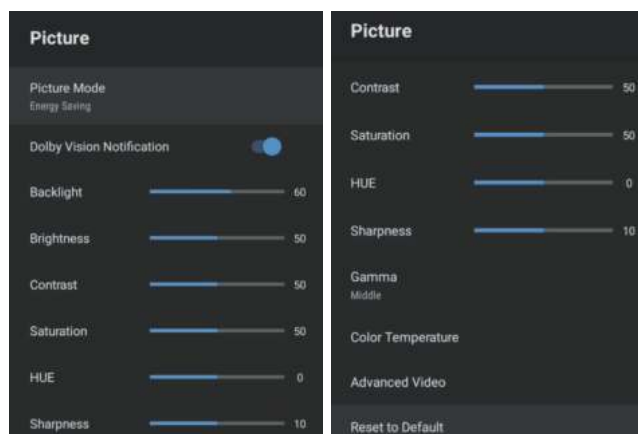 Picture
Picture Mode
Energy Saving
Dolby Vision Notification
Backlight 60
Brightness 50
Contrast 50
Saturation 50
HUE 0
Sharpness 10
Picture
Contrast 50
Saturation 50
HUE 0
Sharpness 10
Gamma
Middle
Color Temperature
Advanced Video
Reset to Default